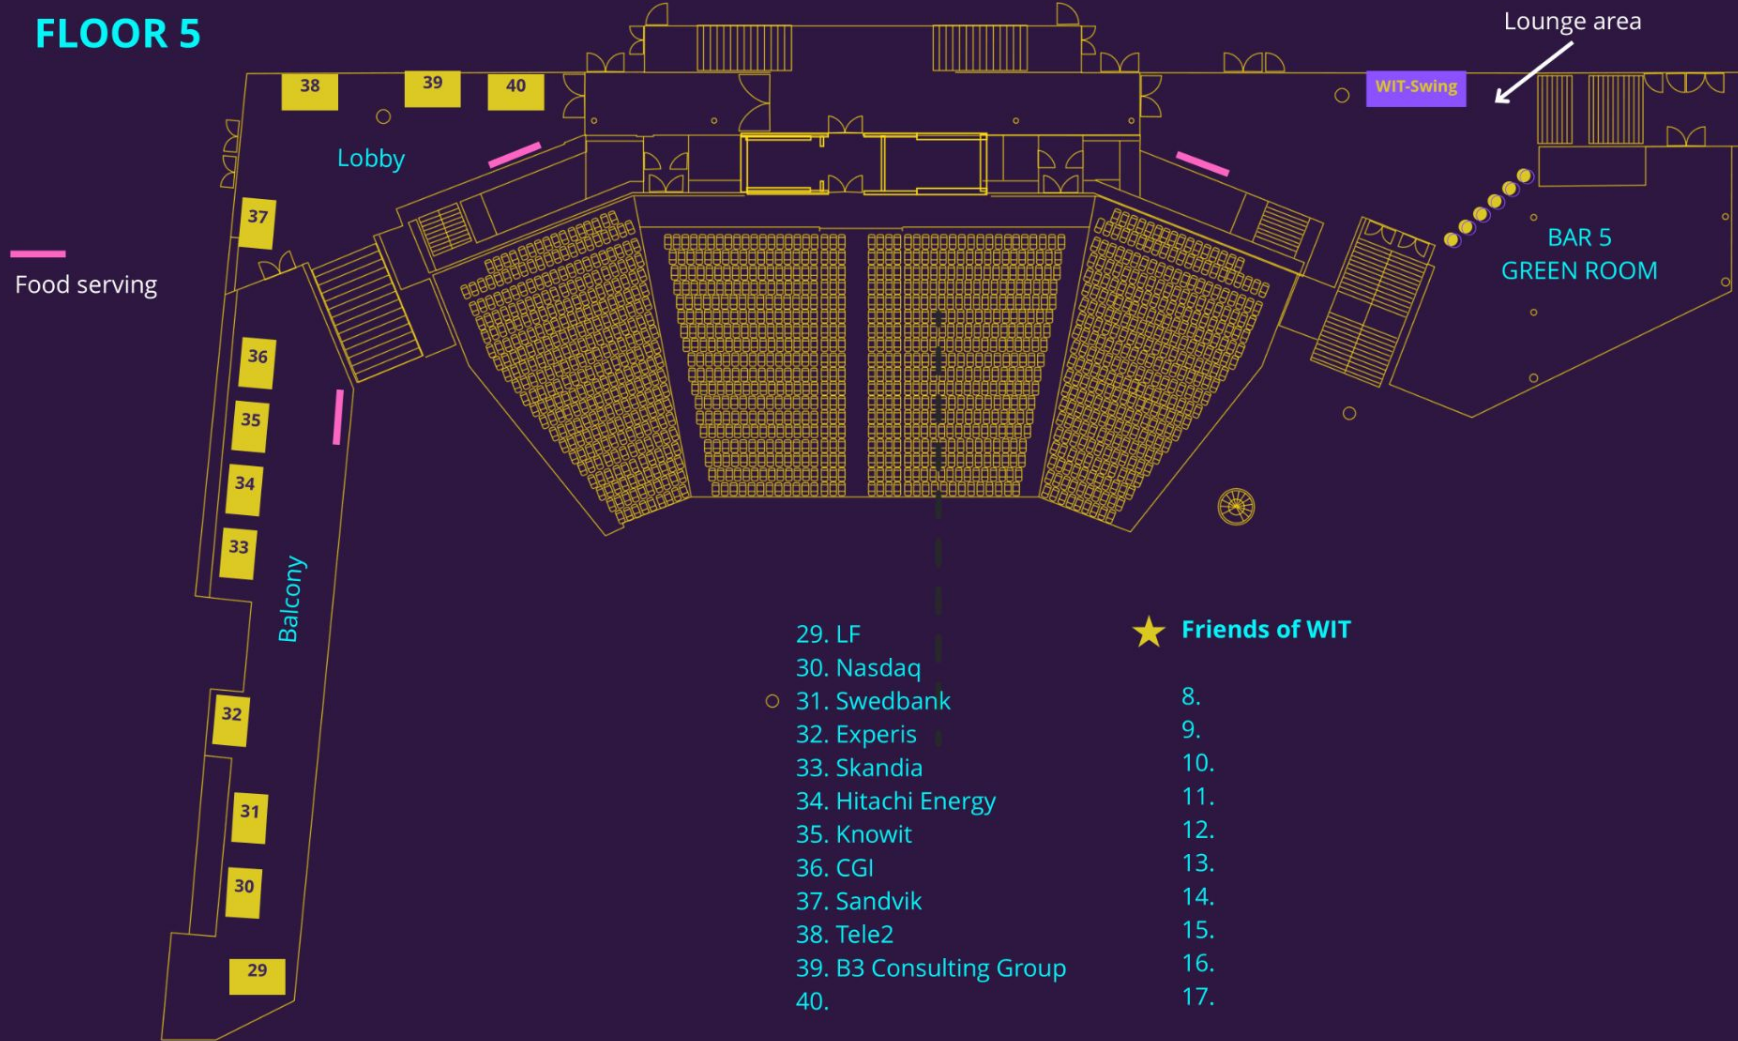 FLOOR 5
Lounge area
38
39
40
WIT-Swing
Lobby
37
BAR 5
GREEN ROOM
Food serving
36
35
34
33
Balcony
32
31
30
29
29. LF
30. Nasdaq
31. Swedbank
32. Experis
33. Skandia
34. Hitachi Energy
35. Knowit
36. CGI
37. Sandvik
38. Tele2
39. B3 Consulting Group
40.
Friends of WIT
8.
9.
10.
11.
12.
13.
14.
15.
16.
17.